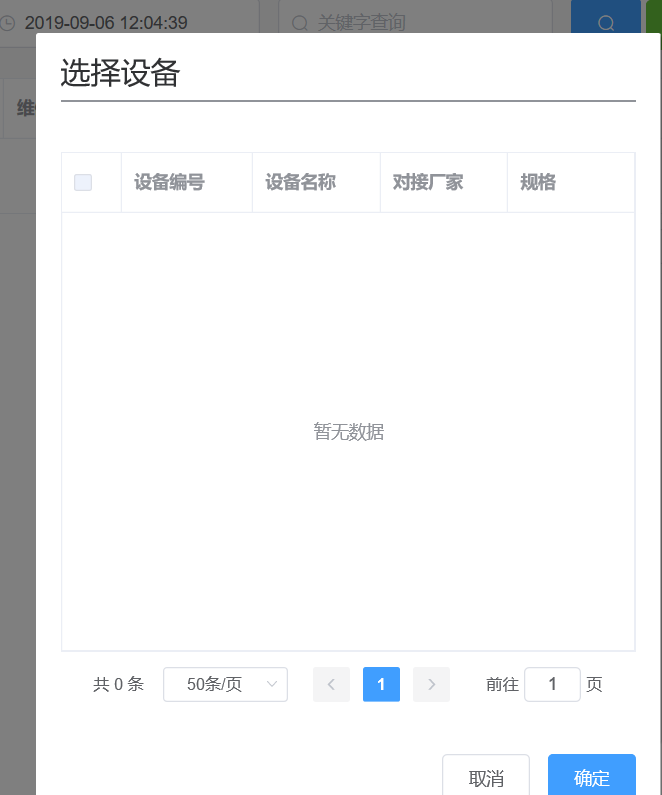 2019-09-06 12:04:39 关键字查询
选择设备
维
设备编号 设备名称 对接厂家 规格
暂无数据
共 0 条 50条/页 1 前往 1 页
取消 确定